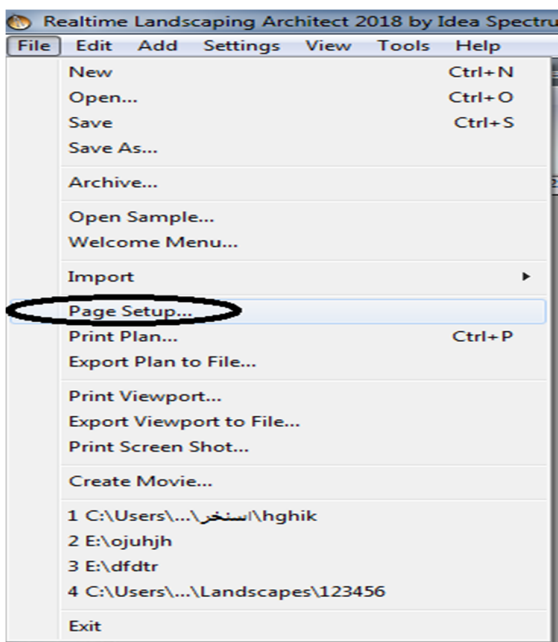 Realtime Landscaping Architect 2018 by Idea Spectru
File Edit Add Settings View Tools Help
New Ctrl+N
Open... Ctrl+O
Save Ctrl+S
Save As...
Archive...
Open Sample...
Welcome Menu...
Import
Page Setup...
Print Plan... Ctrl+P
Export Plan to File...
Print Viewport...
Export Viewport to File...
Print Screen Shot...
Create Movie...
1 C:\Users\...\استخر\hghik
2 E:\ojuhjh
3 E:\dfdtr
4 C:\Users\...\Landscapes\123456
Exit